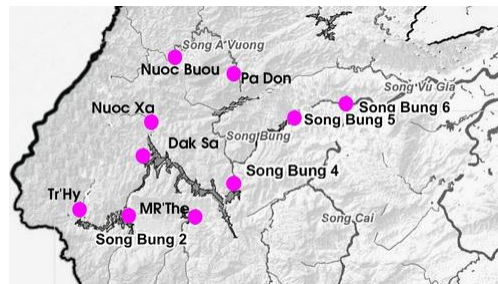 Song A Vuong
Nuoc Buou
Pa Don
Song Vu Gia
Nuoc Xa
Song Bung 6
Song Bung 5
Song Bung
Dak Sa
Song Bung 4
Tr'Hy
MR'The
Song Cai
Song Bung 2